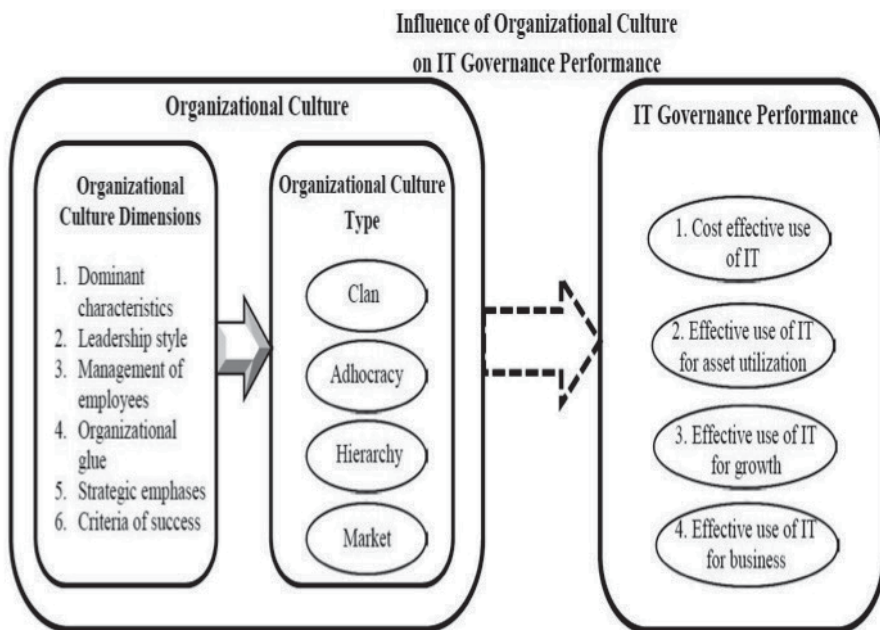 Influence of Organizational Culture
on IT Governance Performance
Organizational Culture
Organizational
Culture Dimensions
1. Dominant
characteristics
2. Leadership style
3. Management of
employees
4. Organizational
glue
5. Strategic emphases
6. Criteria of success
Organizational Culture
Type
Clan
Adhocracy
Hierarchy
Market
IT Governance Performance
1. Cost effective use
of IT
2. Effective use of IT
for asset utilization
3. Effective use of IT
for growth
4. Effective use of IT
for business